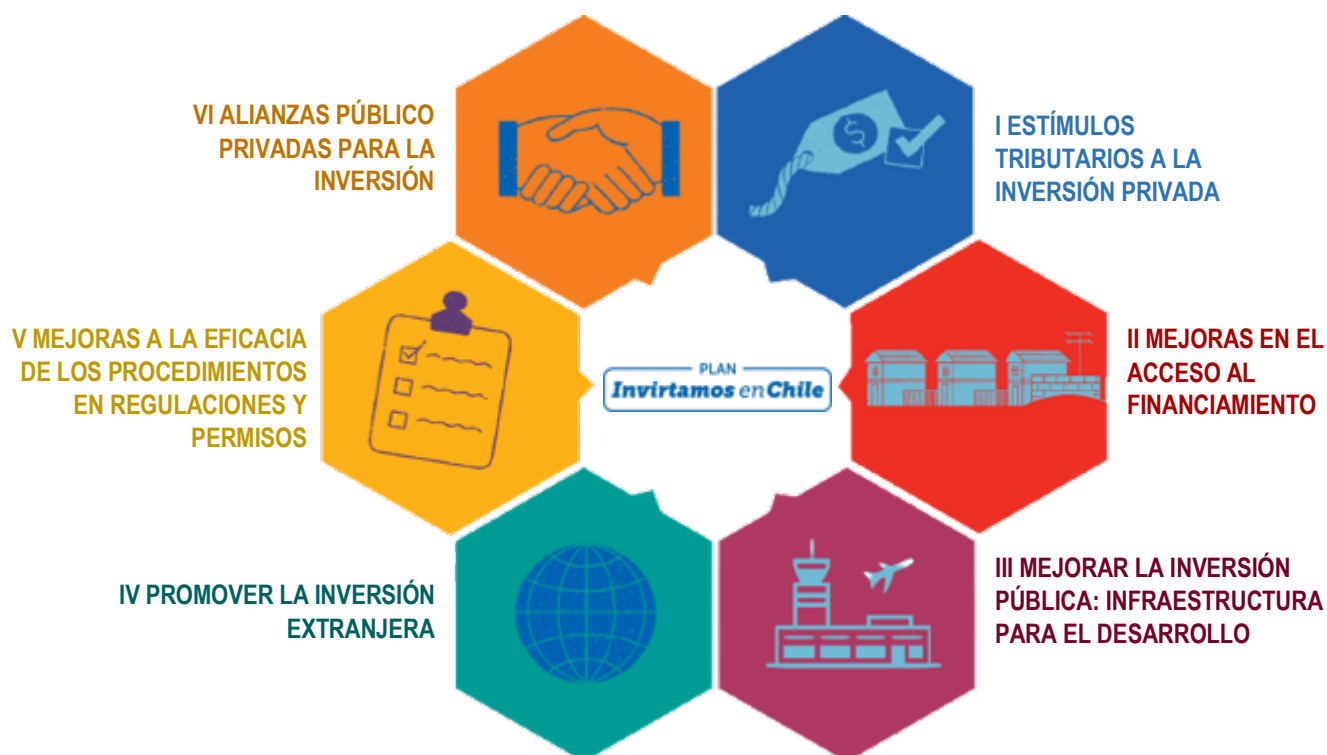 VI ALIANZAS PÚBLICO
PRIVADAS PARA LA
INVERSIÓN
I ESTÍMULOS
TRIBUTARIOS A LA
INVERSIÓN PRIVADA
$
V MEJORAS A LA EFICACIA
DE LOS PROCEDIMIENTOS
EN REGULACIONES Y
PERMISOS
PLAN
Invirtamos en Chile
II MEJORAS EN EL
ACCESO AL
FINANCIAMIENTO
IV PROMOVER LA INVERSIÓN
EXTRANJERA
III MEJORAR LA INVERSIÓN
PÚBLICA: INFRAESTRUCTURA
PARA EL DESARROLLO